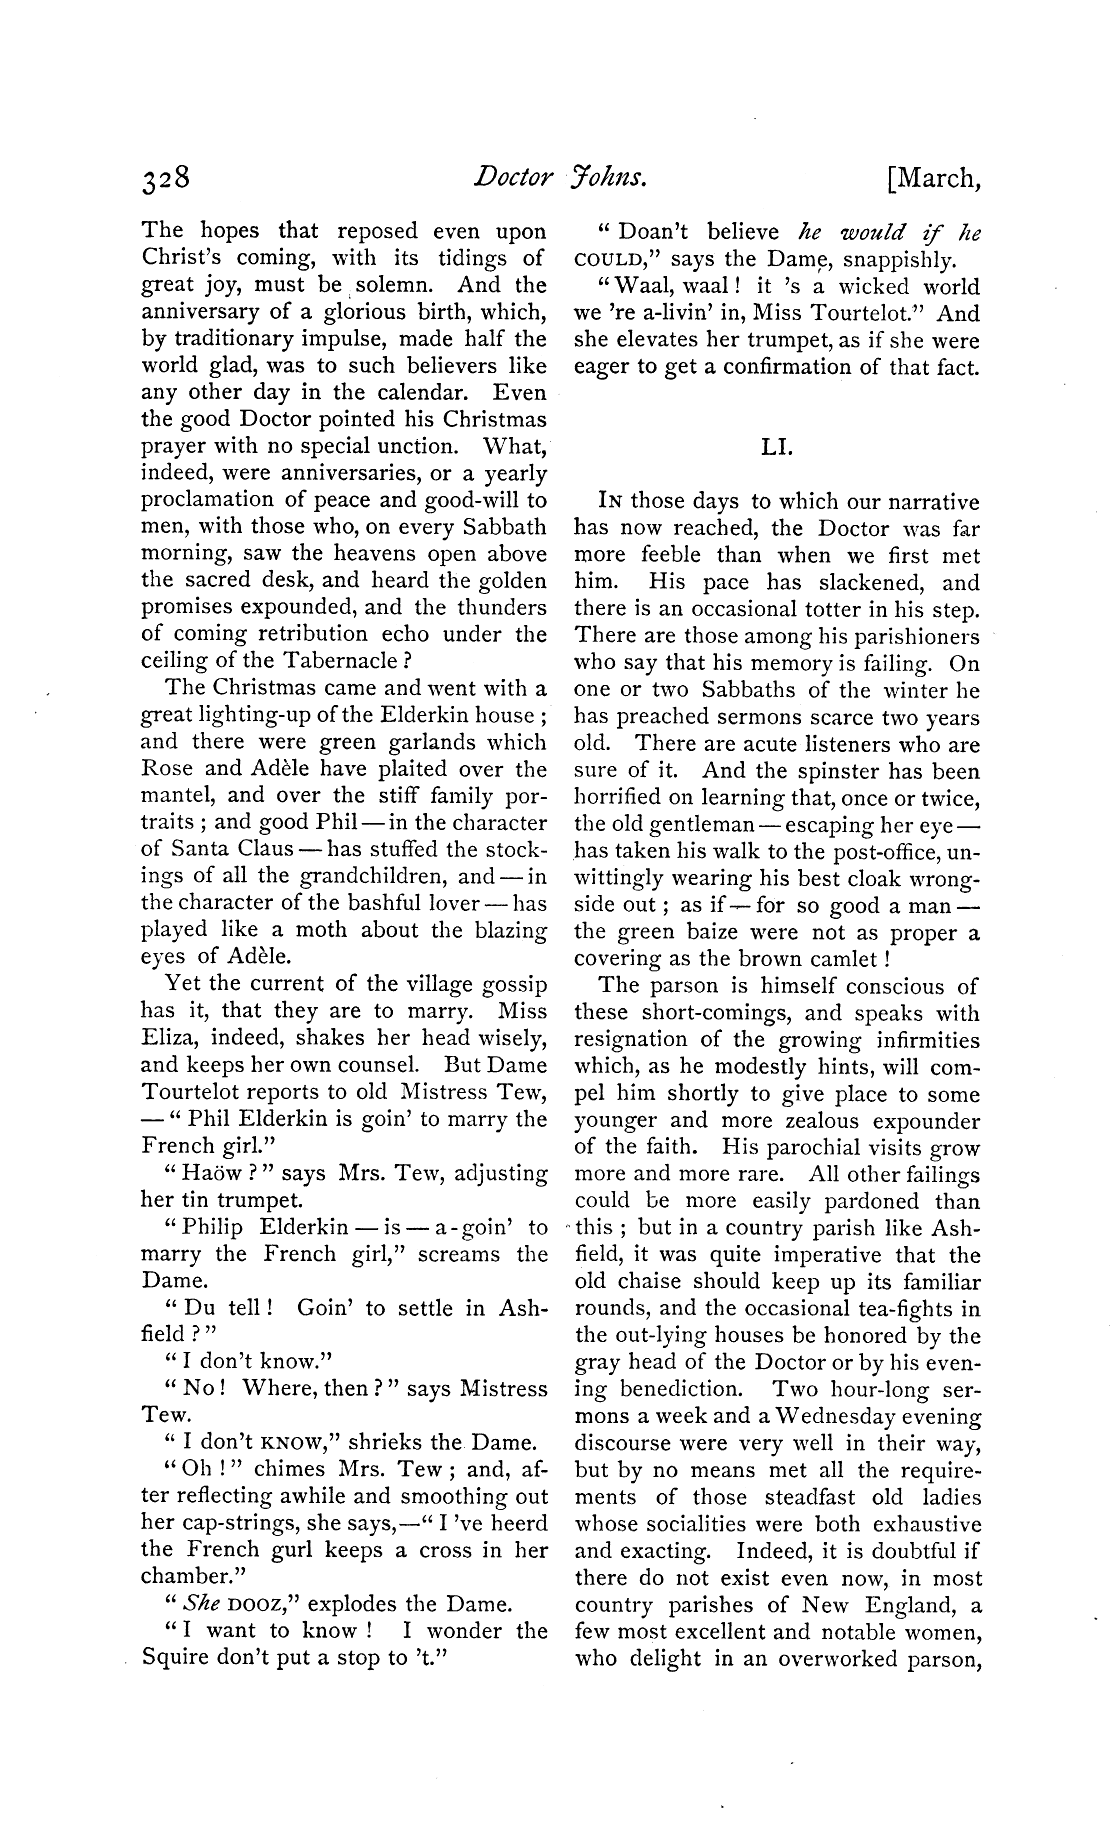 328 Doctor Johns. [March,
The hopes that reposed even upon
Christ's coming, with its tidings of
great joy, must be solemn. And the
anniversary of a glorious birth, which,
by traditionary impulse, made half the
world glad, was to such believers like
any other day in the calendar. Even
the good Doctor pointed his Christmas
prayer with no special unction. What,
indeed, were anniversaries, or a yearly
proclamation of peace and good-will to
men, with those who, on every Sabbath
morning, saw the heavens open above
the sacred desk, and heard the golden
promises expounded, and the thunders
of coming retribution echo under the
ceiling of the Tabernacle ?
The Christmas came and went with a
great lighting-up of the Elderkin house ;
and there were green garlands which
Rose and Adèle have plaited over the
mantel, and over the stiff family por-
traits ; and good Phil — in the character
of Santa Claus — has stuffed the stock-
ings of all the grandchildren, and — in
the character of the bashful lover — has
played like a moth about the blazing
eyes of Adèle.
Yet the current of the village gossip
has it, that they are to marry. Miss
Eliza, indeed, shakes her head wisely,
and keeps her own counsel. But Dame
Tourtelot reports to old Mistress Tew,
— “ Phil Elderkin is goin' to marry the
French girl.”
“ Haöw ? ” says Mrs. Tew, adjusting
her tin trumpet.
“ Philip Elderkin — is — a-goin' to
marry the French girl,” screams the
Dame.
“ Du tell ! Goin' to settle in Ash-
field ? ”
“ I don't know.”
“ No ! Where, then ? ” says Mistress
Tew.
“ I don't KNOW,” shrieks the Dame.
“ Oh ! ” chimes Mrs. Tew ; and, af-
ter reflecting awhile and smoothing out
her cap-strings, she says,—“ I 've heerd
the French gurl keeps a cross in her
chamber.”
“ She DOOZ,” explodes the Dame.
“ I want to know ! I wonder the
Squire don't put a stop to 't.”
“ Doan't believe he would if he
COULD,” says the Dame, snappishly.
“ Waal, waal ! it 's a wicked world
we 're a-livin' in, Miss Tourtelot.” And
she elevates her trumpet, as if she were
eager to get a confirmation of that fact.
LI.
IN those days to which our narrative
has now reached, the Doctor was far
more feeble than when we first met
him. His pace has slackened, and
there is an occasional totter in his step.
There are those among his parishioners
who say that his memory is failing. On
one or two Sabbaths of the winter he
has preached sermons scarce two years
old. There are acute listeners who are
sure of it. And the spinster has been
horrified on learning that, once or twice,
the old gentleman — escaping her eye —
has taken his walk to the post-office, un-
wittingly wearing his best cloak wrong-
side out ; as if — for so good a man —
the green baize were not as proper a
covering as the brown camlet !
The parson is himself conscious of
these short-comings, and speaks with
resignation of the growing infirmities
which, as he modestly hints, will com-
pel him shortly to give place to some
younger and more zealous expounder
of the faith. His parochial visits grow
more and more rare. All other failings
could be more easily pardoned than
this ; but in a country parish like Ash-
field, it was quite imperative that the
old chaise should keep up its familiar
rounds, and the occasional tea-fights in
the out-lying houses be honored by the
gray head of the Doctor or by his even-
ing benediction. Two hour-long ser-
mons a week and a Wednesday evening
discourse were very well in their way,
but by no means met all the require-
ments of those steadfast old ladies
whose socialities were both exhaustive
and exacting. Indeed, it is doubtful if
there do not exist even now, in most
country parishes of New England, a
few most excellent and notable women,
who delight in an overworked parson,